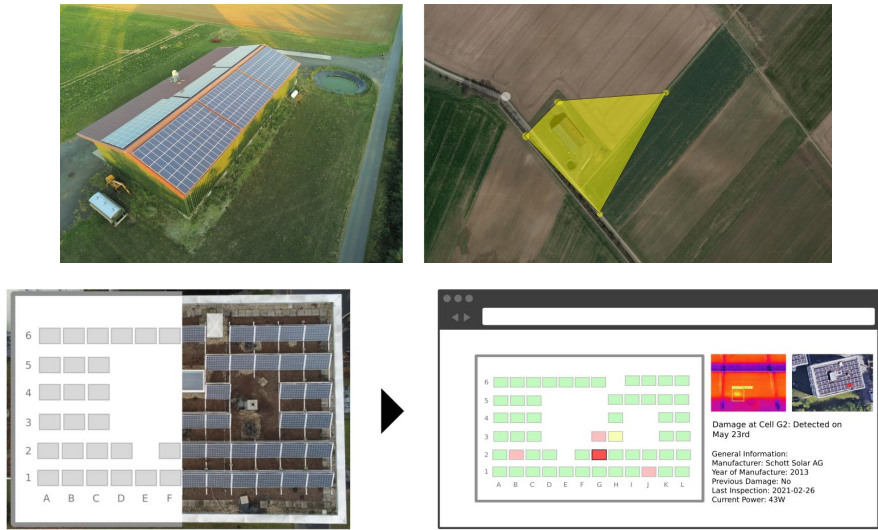 6
5
4
3
2
1
A B C D E F
6
5
4
3
2
1
A B C D E F G H I J K L
Damage at Cell G2: Detected on
May 23rd
General Information:
Manufacturer: Schott Solar AG
Year of Manufacture: 2013
Previous Damage: No
Last Inspection: 2021-02-26
Current Power: 43W